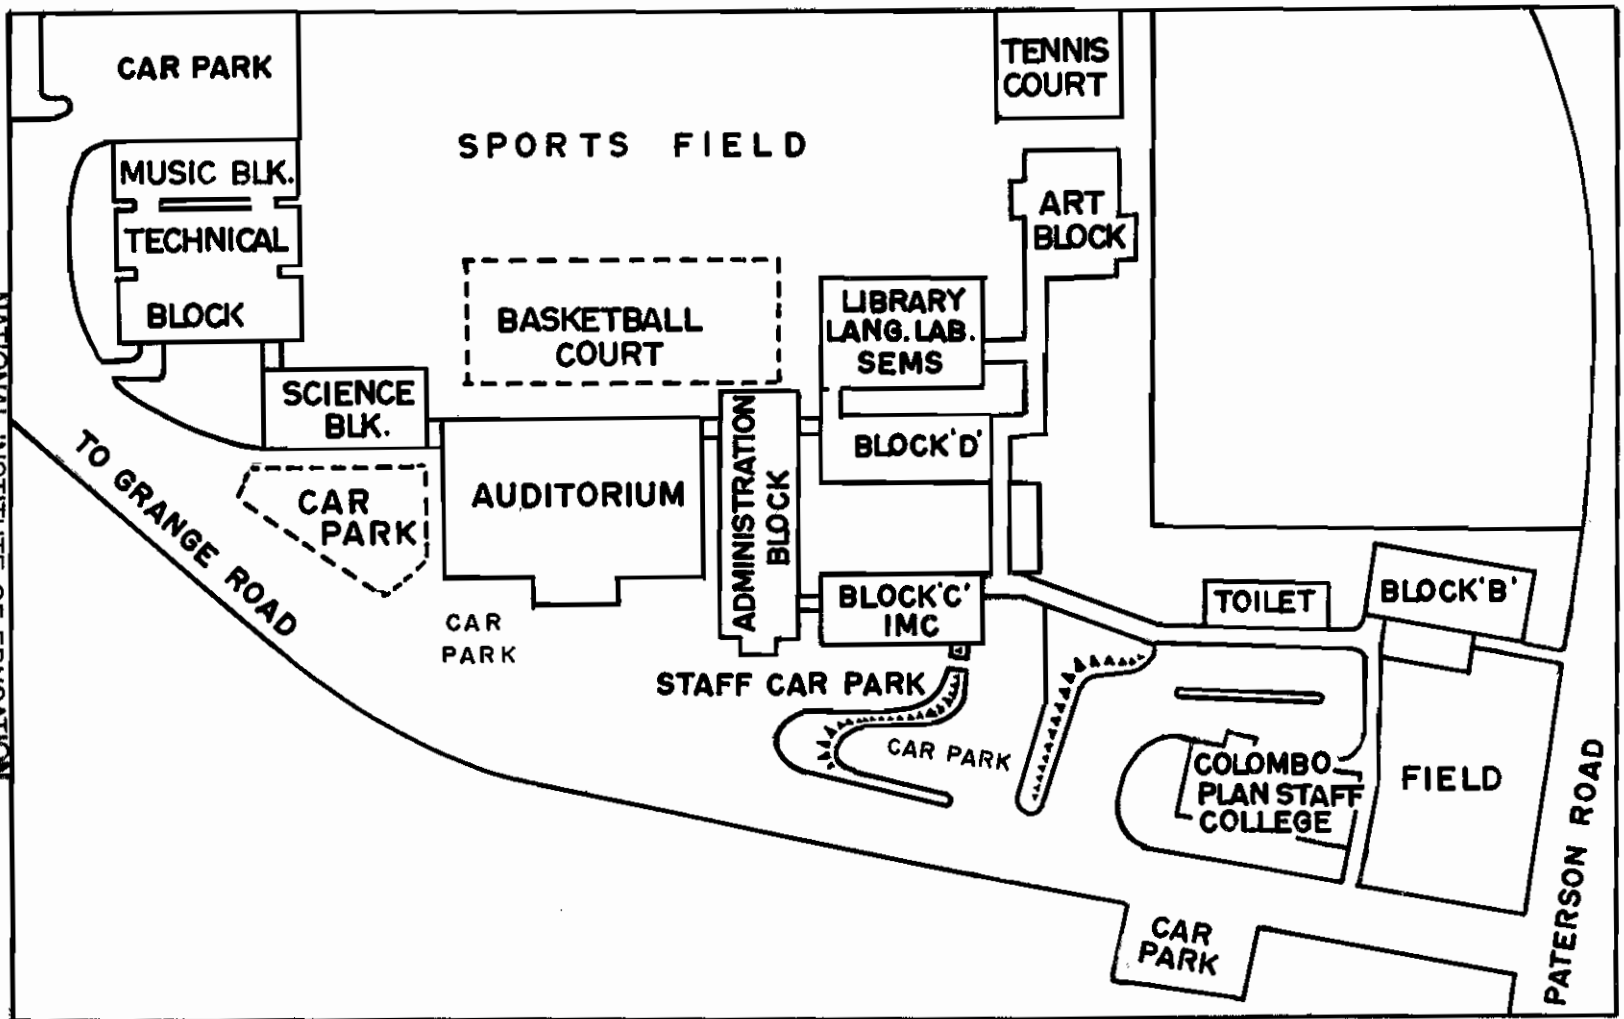 CAR PARK
TENNIS
COURT
SPORTS FIELD
MUSIC BLK.
TECHNICAL
BLOCK
ART
BLOCK
BASKETBALL
COURT
LIBRARY
LANG. LAB.
SEMS
SCIENCE
BLK.
BLOCK 'D'
TO GRANGE ROAD
CAR
PARK
AUDITORIUM
ADMINISTRATION
BLOCK
CAR
PARK
BLOCK 'C'
IMC
TOILET
BLOCK 'B'
STAFF CAR PARK
CAR PARK
COLOMBO
PLAN STAFF
COLLEGE
FIELD
PATERSON ROAD
CAR
PARK